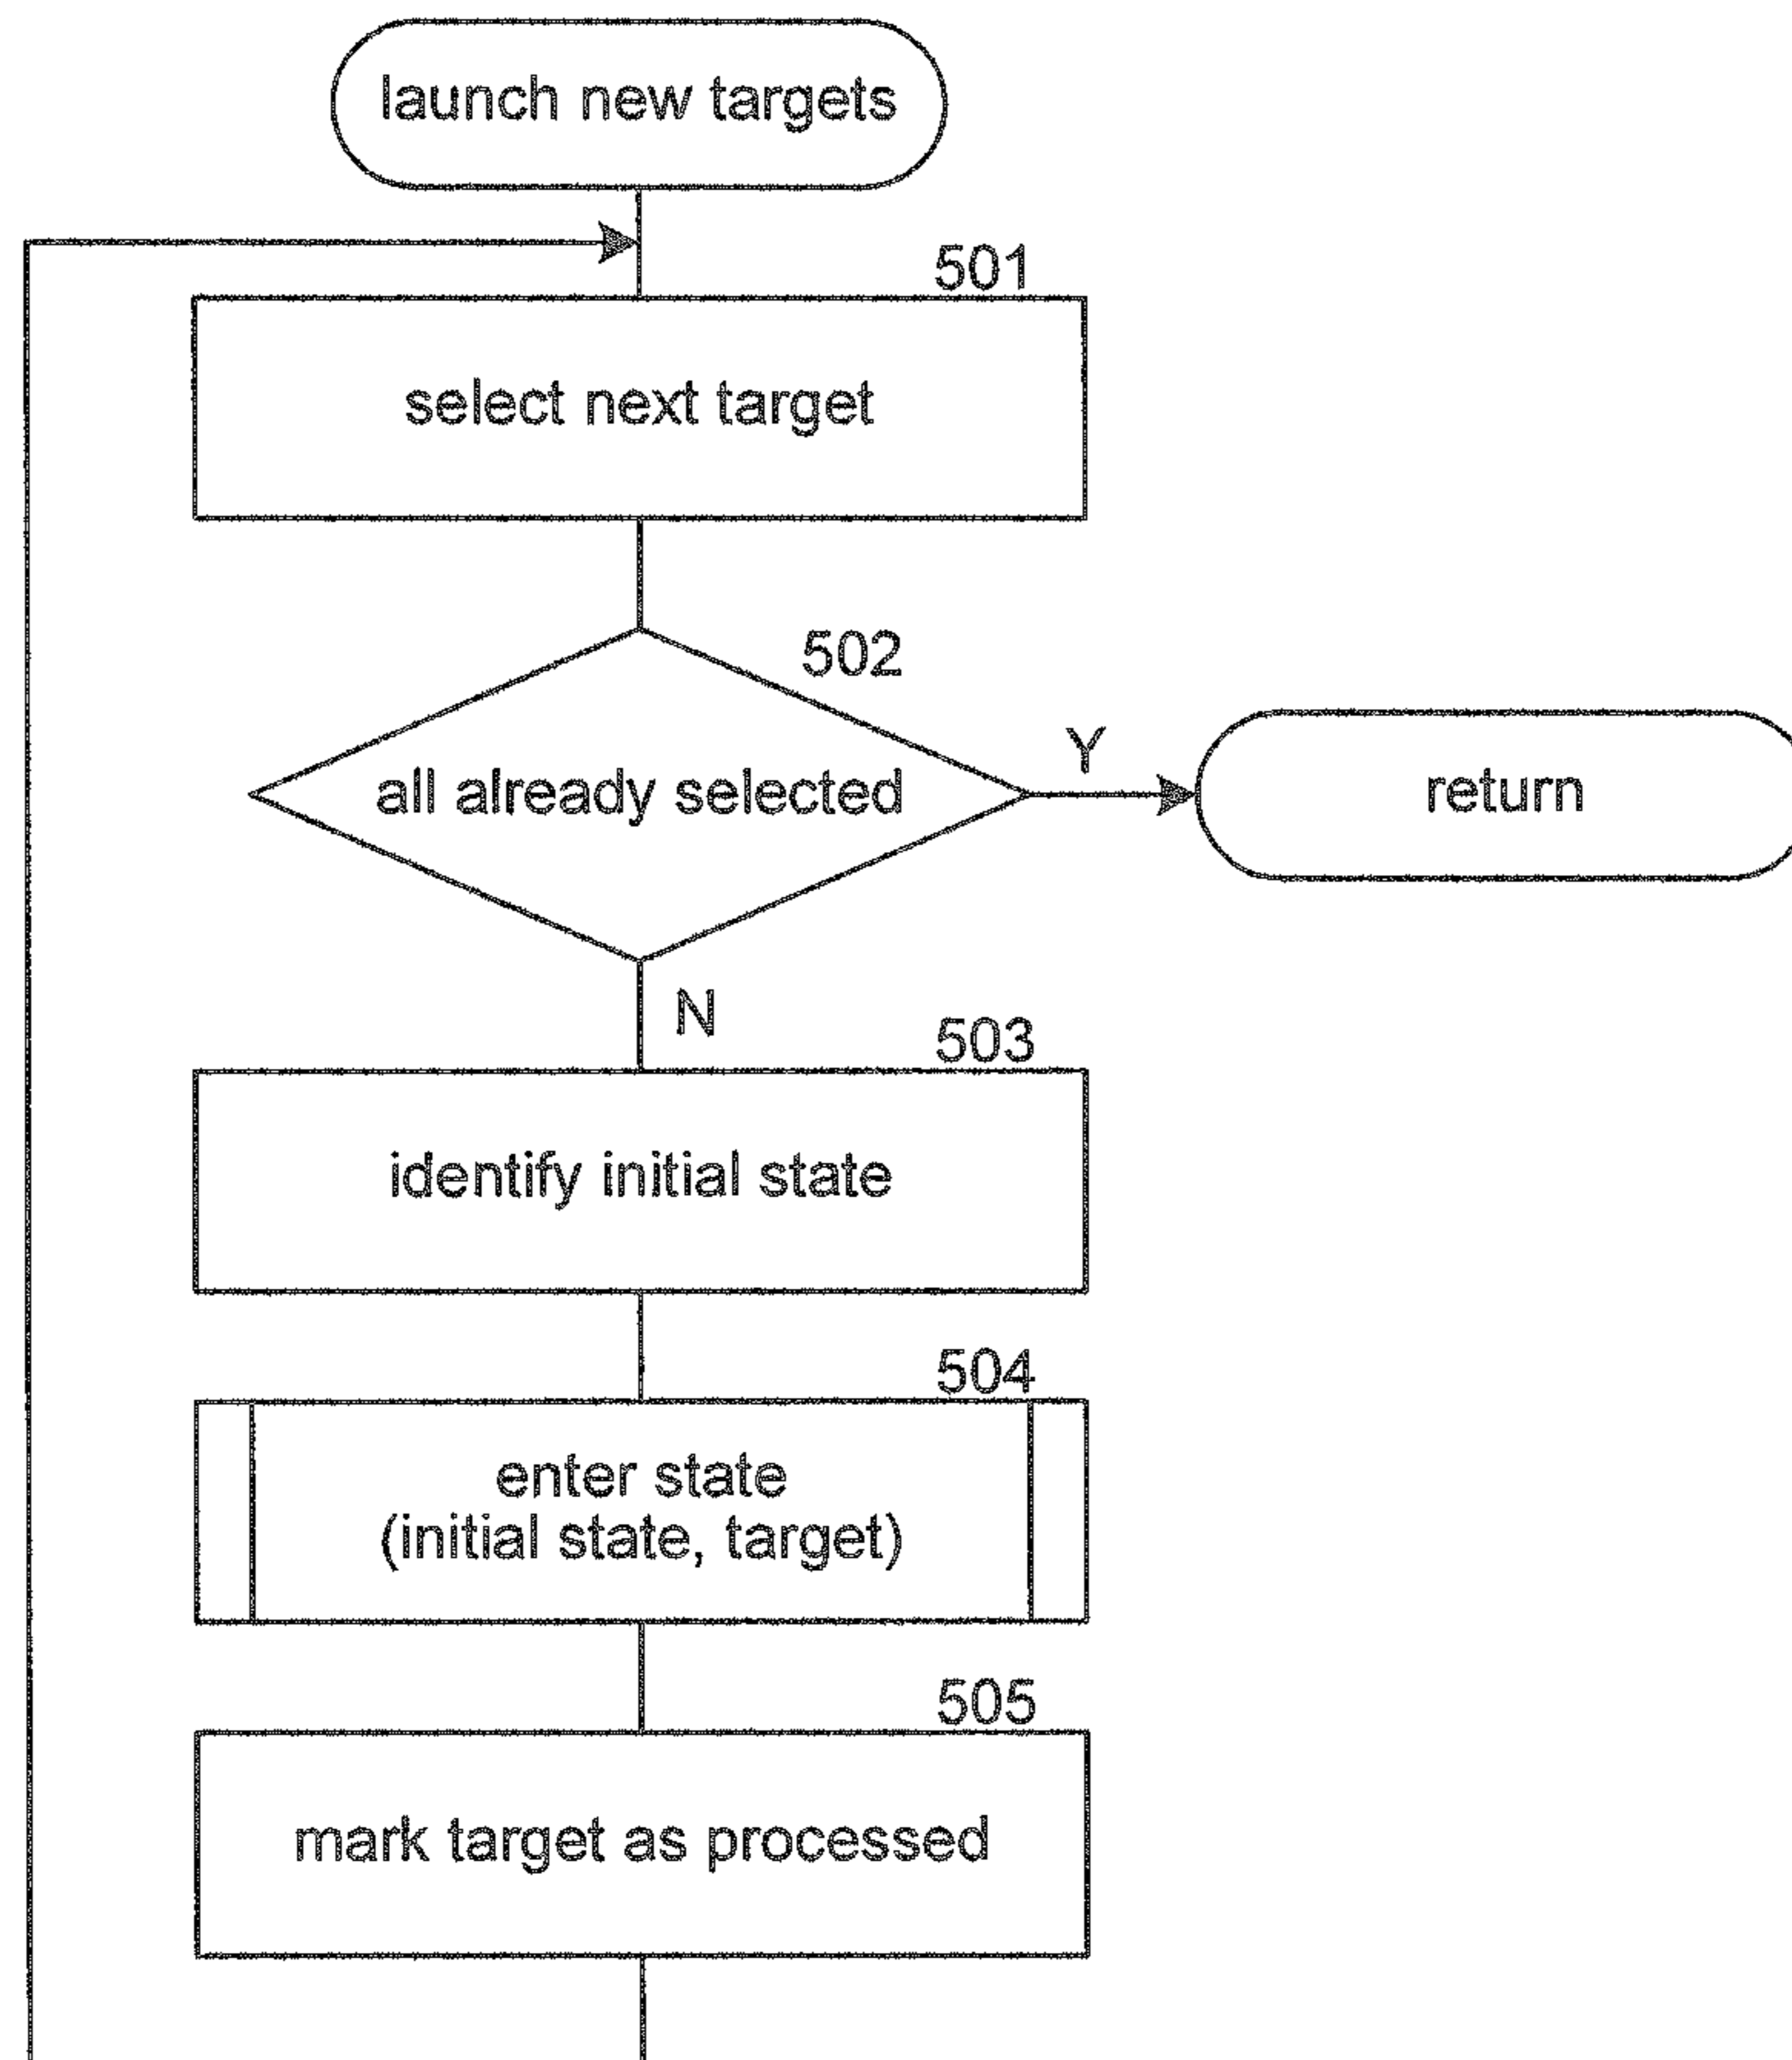 launch new targets
501
select next target
502
all already selected
Y
return
N
503
identify initial state
504
enter state
(initial state, target)
505
mark target as processed